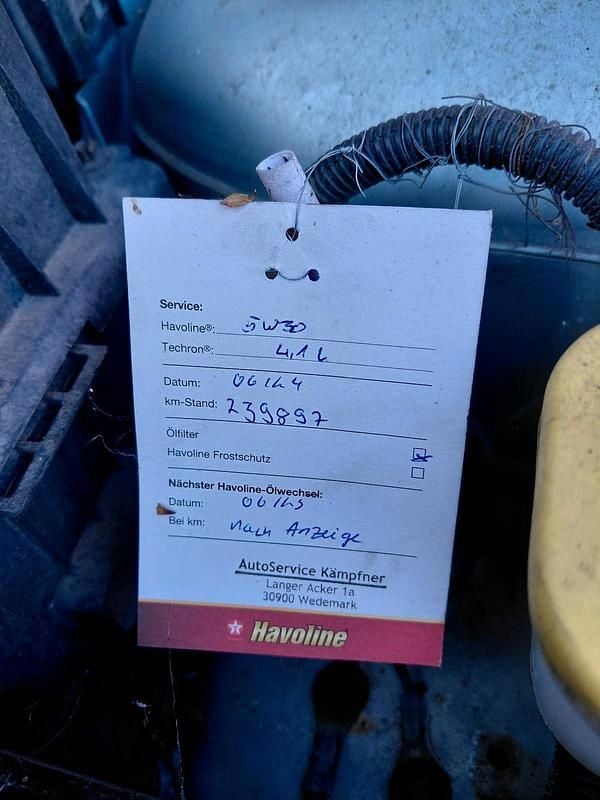 Service:
Havoline®: 5W30
Techron®: 4,1 L
Datum: 06/24
km-Stand: 239897
Ölfilter
Havoline Frostschutz
Nächster Havoline-Ölwechsel:
Datum: 06/25
Bei km: nach Anzeige
AutoService Kämpfner
Langer Acker 1a
30900 Wedemark
Havoline